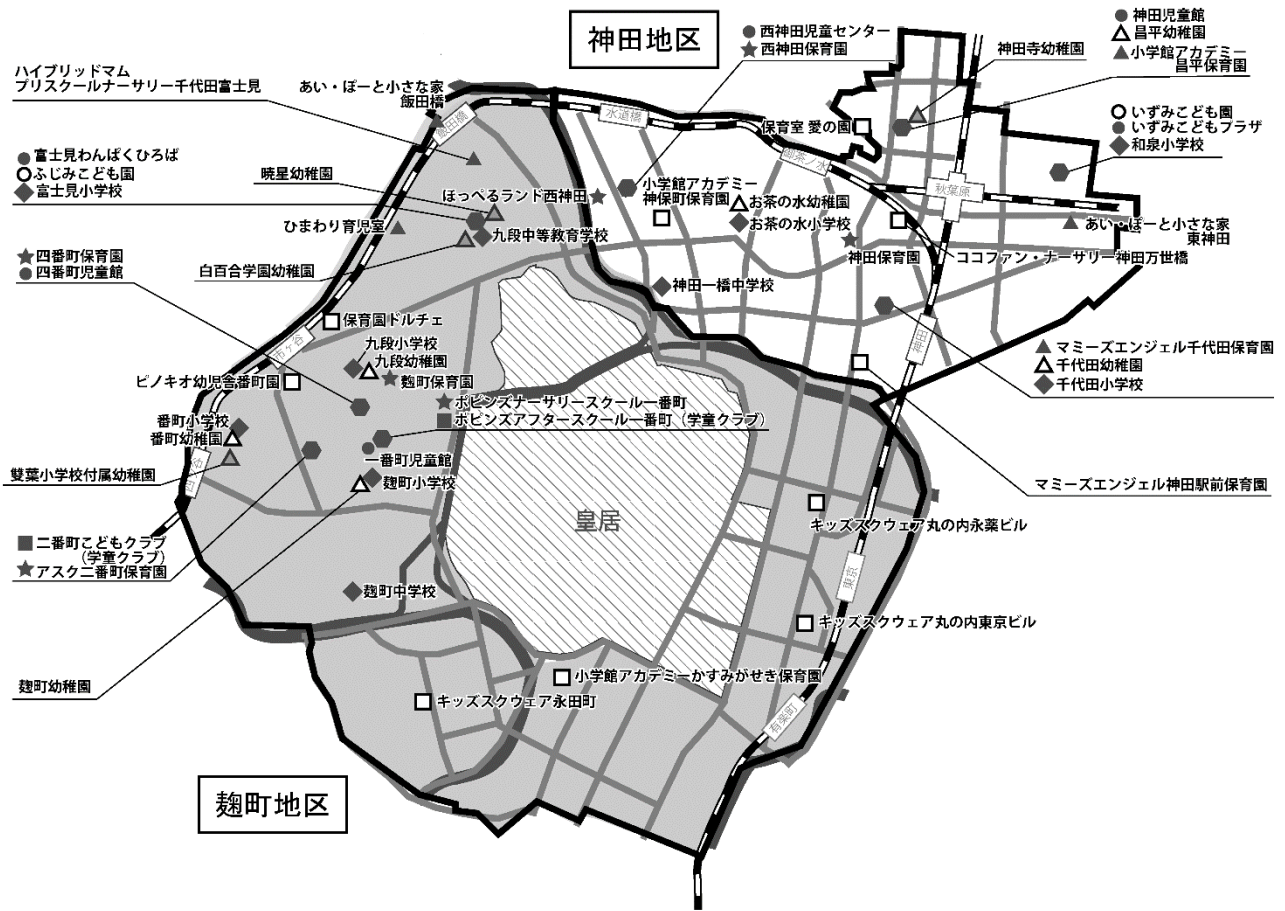 神田地区
西神田児童センター
西神田保育園
神田児童館
昌平幼稚園
小学館アカデミー
昌平保育園
神田寺幼稚園
ハイブリッドマム
プリスクールナーサリー千代田富士見
あい・ぽーと小さな家
飯田橋
飯田橋
水道橋
保育室 愛の園
御茶ノ水
秋葉原
いずみこども園
いずみこどもプラザ
和泉小学校
富士見わんぱくひろば
ふじみこども園
富士見小学校
暁星幼稚園
ほっぺるランド西神田
小学館アカデミー
神保町保育園
お茶の水幼稚園
お茶の水小学校
ひまわり育児室
九段中等教育学校
神田保育園
あい・ぽーと小さな家
東神田
ココファン・ナーサリー神田万世橋
四番町保育園
四番町児童館
白百合学園幼稚園
神田一橋中学校
保育園ドルチェ
市ヶ谷
神田
九段小学校
九段幼稚園
麹町保育園
ピノキオ幼児舎番町園
マミーズエンジェル千代田保育園
千代田幼稚園
千代田小学校
ポピンズナーサリースクール一番町
ポピンズアフタースクール一番町（学童クラブ）
番町小学校
番町幼稚園
四ツ谷
一番町児童館
麹町小学校
雙葉小学校付属幼稚園
マミーズエンジェル神田駅前保育園
皇居
キッズスクウェア丸の内永楽ビル
二番町こどもクラブ
（学童クラブ）
アスク二番町保育園
麹町中学校
東京
キッズスクウェア丸の内東京ビル
麹町幼稚園
小学館アカデミーかすみがせき保育園
キッズスクウェア永田町
有楽町
麹町地区